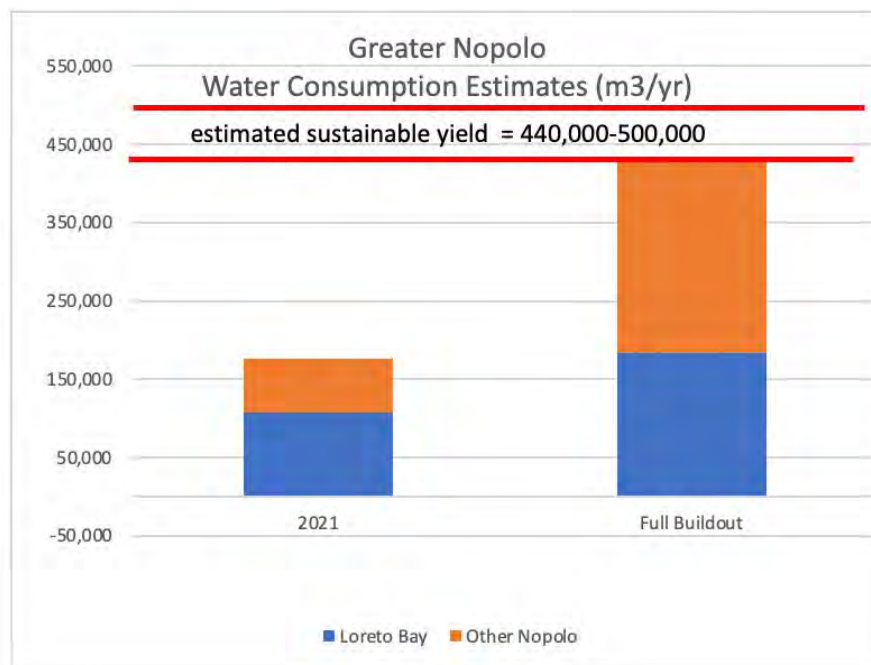 Greater Nopolo
Water Consumption Estimates (m3/yr)
estimated sustainable yield = 440,000-500,000
550,000
450,000
350,000
250,000
150,000
50,000
-50,000
2021
Full Buildout
Loreto Bay
Other Nopolo